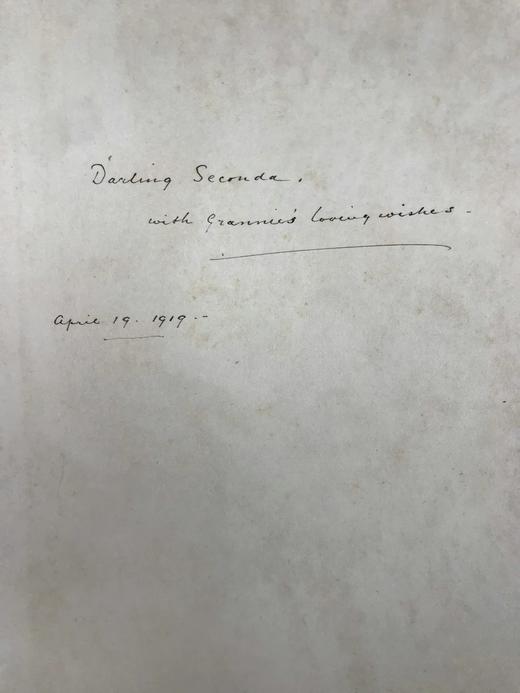 Darling Seconda.
with Grannie's loving wishes -
April 19. 1919. -